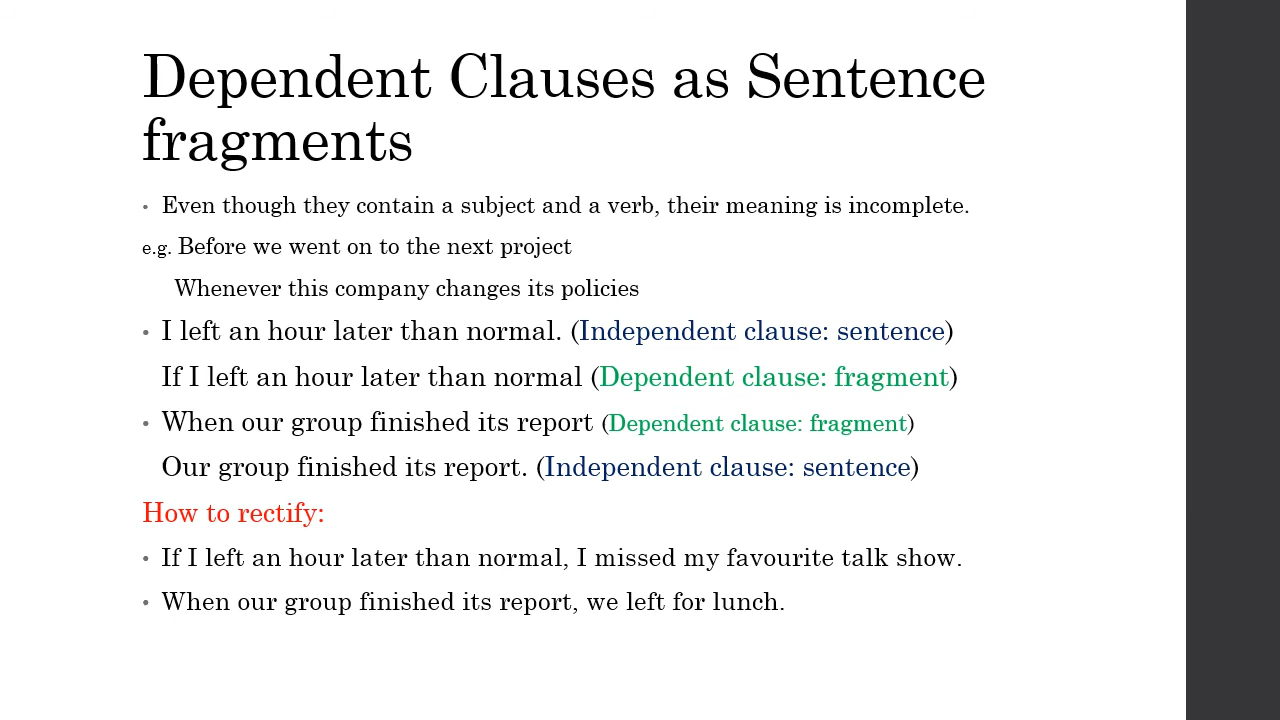 Dependent Clauses as Sentence
fragments
• Even though they contain a subject and a verb, their meaning is incomplete.
e.g. Before we went on to the next project
Whenever this company changes its policies
• I left an hour later than normal. (Independent clause: sentence)
If I left an hour later than normal (Dependent clause: fragment)
• When our group finished its report (Dependent clause: fragment)
Our group finished its report. (Independent clause: sentence)
How to rectify:
• If I left an hour later than normal, I missed my favourite talk show.
• When our group finished its report, we left for lunch.